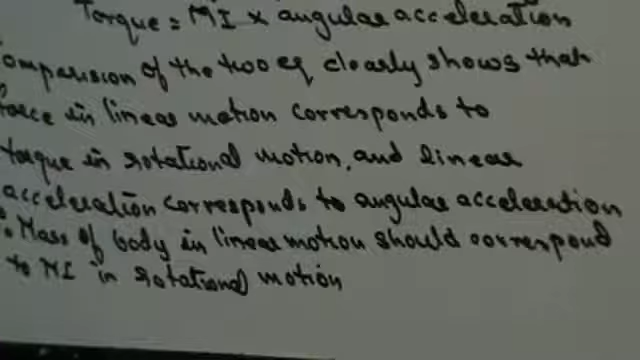 Torque = MI x angular acceleration
omparision of the two eq clearly shows that
force in linear motion corresponds to
torque in rotational motion, and linear
acceleration corresponds to angular acceleration
∴ Mass of body in linear motion should correspond
to MI in rotational motion